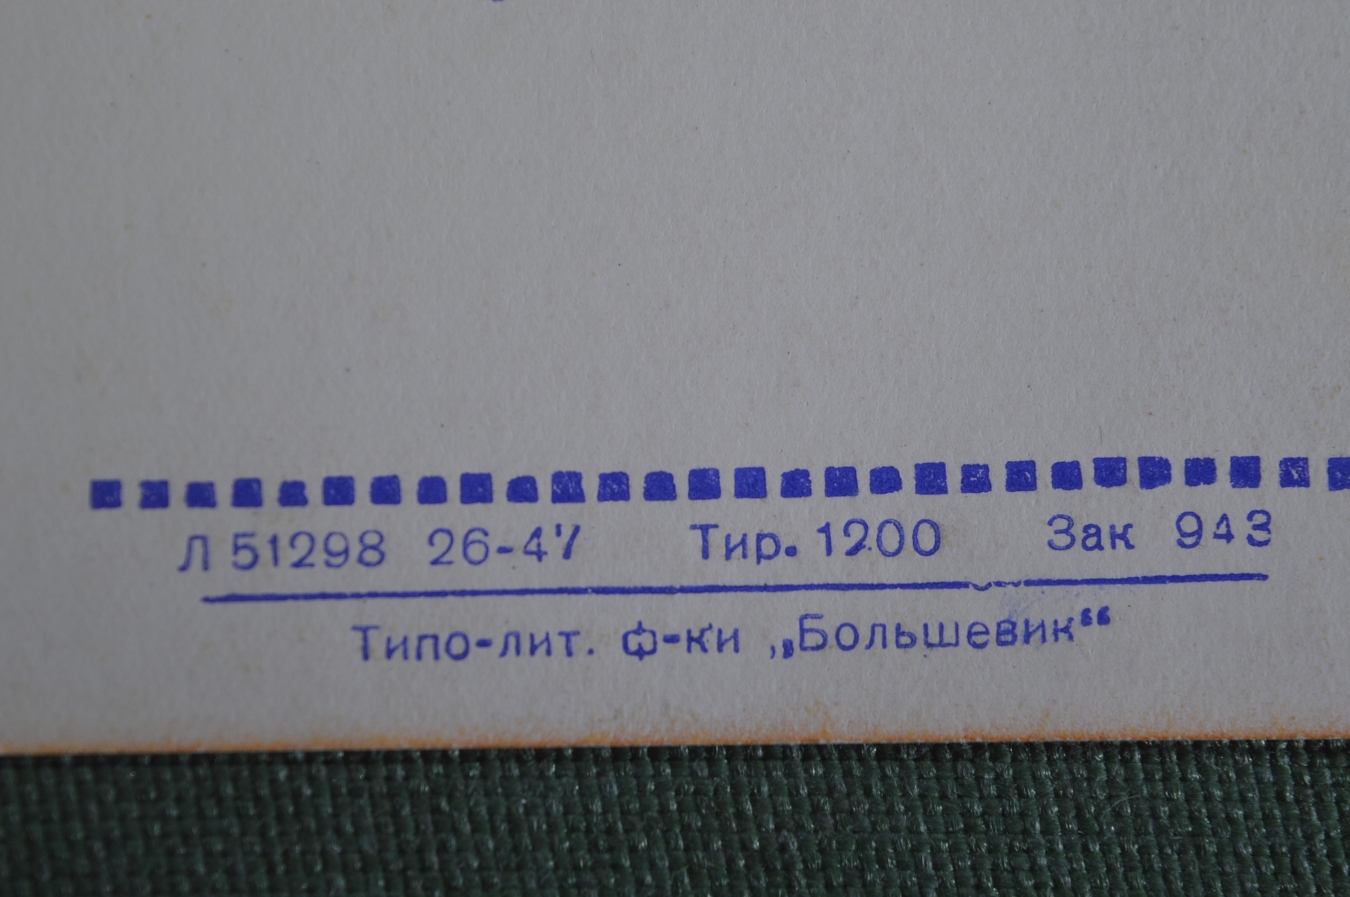 Л 51298 26-47 Тир. 1200 Зак 943
Типо-лит. ф-ки „Большевик“